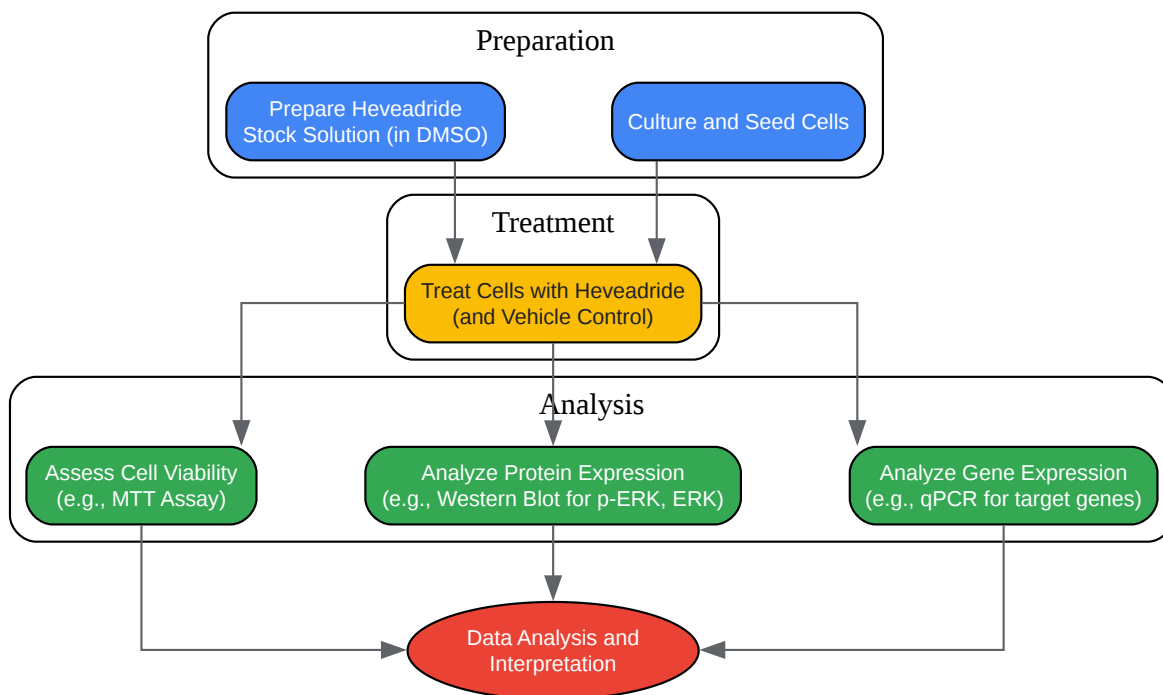 Preparation
Prepare Heveadride
Stock Solution (in DMSO)
Culture and Seed Cells
Treatment
Treat Cells with Heveadride
(and Vehicle Control)
Analysis
Assess Cell Viability
(e.g., MTT Assay)
Analyze Protein Expression
(e.g., Western Blot for p-ERK, ERK)
Analyze Gene Expression
(e.g., qPCR for target genes)
Data Analysis and
Interpretation